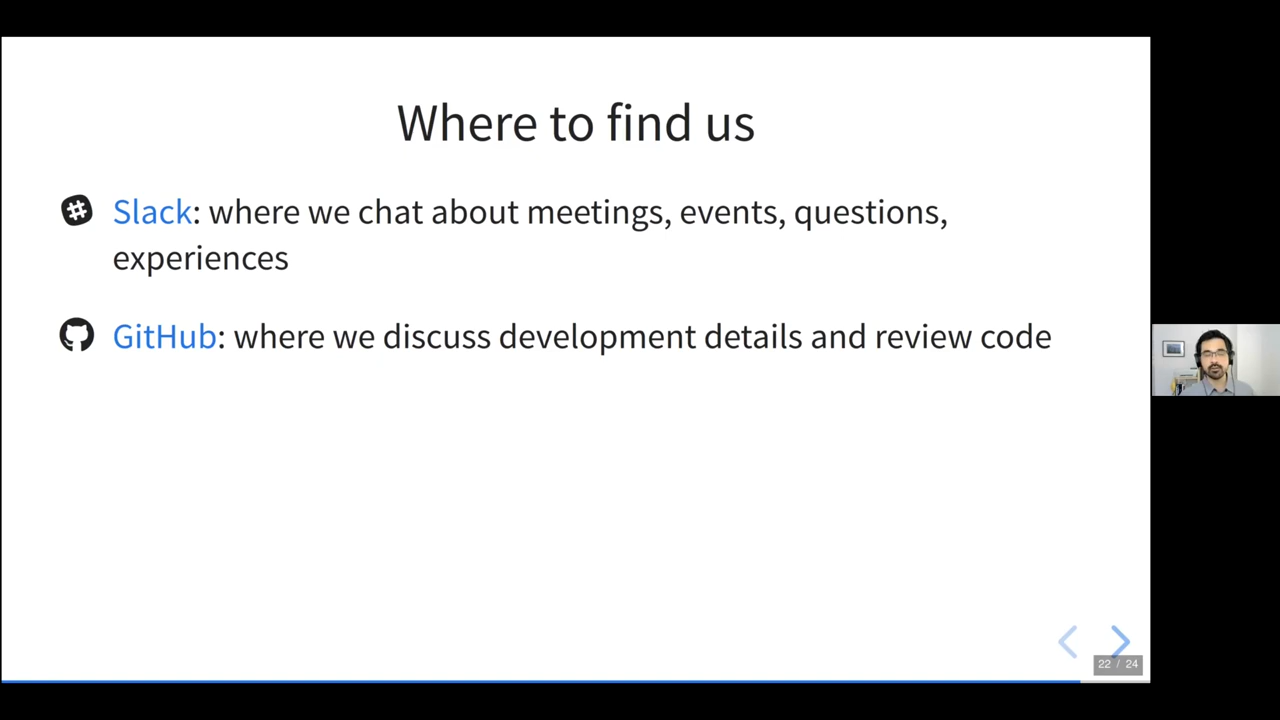 Where to find us
Slack: where we chat about meetings, events, questions,
experiences
GitHub: where we discuss development details and review code
22 / 24